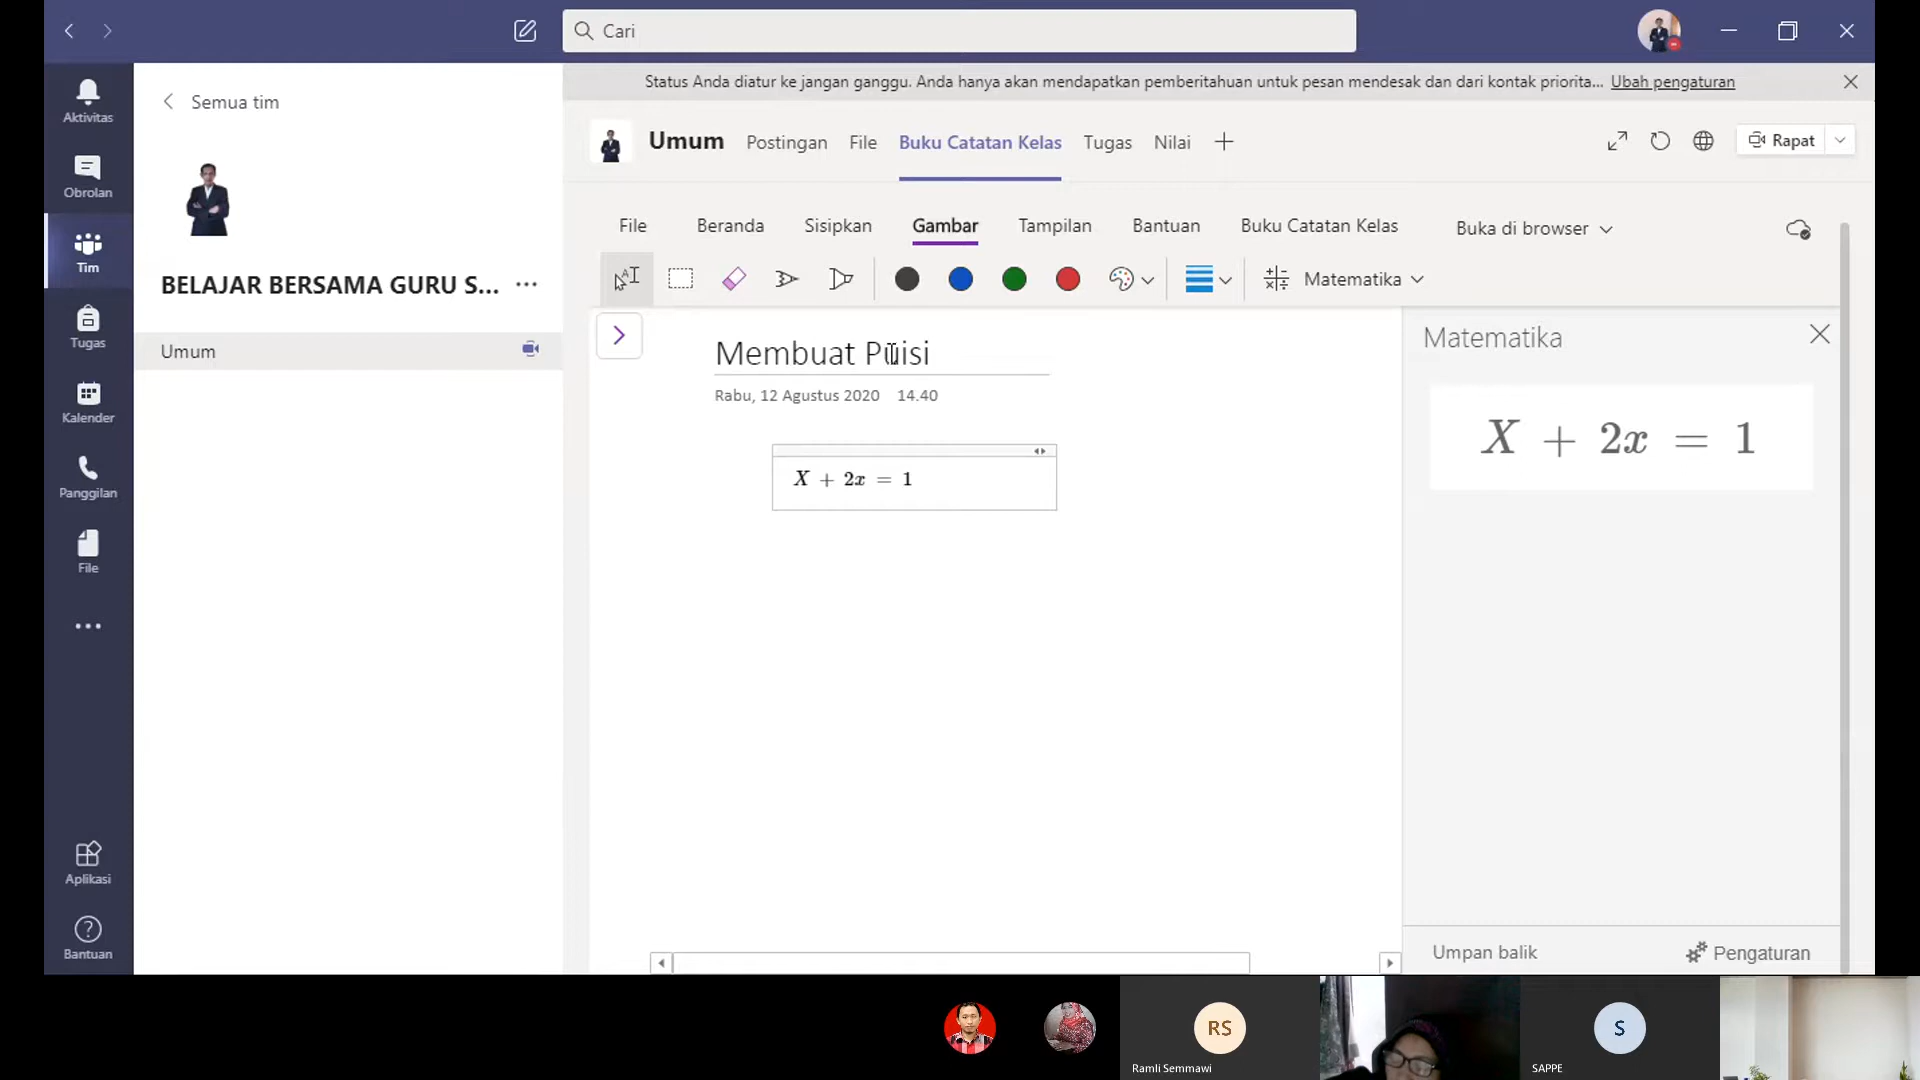 Cari
Status Anda diatur ke jangan ganggu. Anda hanya akan mendapatkan pemberitahuan untuk pesan mendesak dan dari kontak priorita... Ubah pengaturan
Aktivitas
Obrolan
Tim
Tugas
Kalender
Panggilan
File
Aplikasi
Bantuan
Semua tim
BELAJAR BERSAMA GURU S...
Umum
Umum Postingan File Buku Catatan Kelas Tugas Nilai Rapat
File Beranda Sisipkan Gambar Tampilan Bantuan Buku Catatan Kelas Buka di browser
Matematika
Membuat Puisi
Rabu, 12 Agustus 2020 14.40
X + 2x = 1
Matematika
X + 2x = 1
Umpan balik Pengaturan
RS
Ramli Semmawi
S
SAPPE